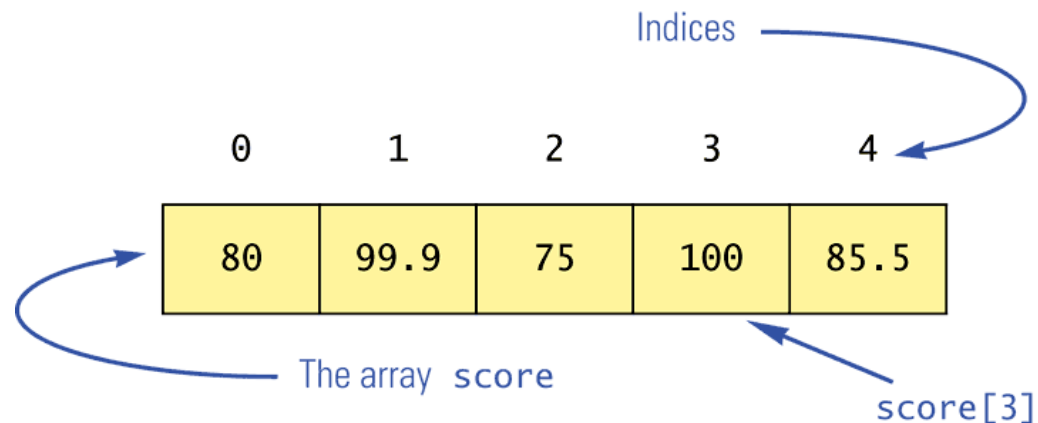 Indices
0 1 2 3 4
80 99.9 75 100 85.5
The array score
score[3]